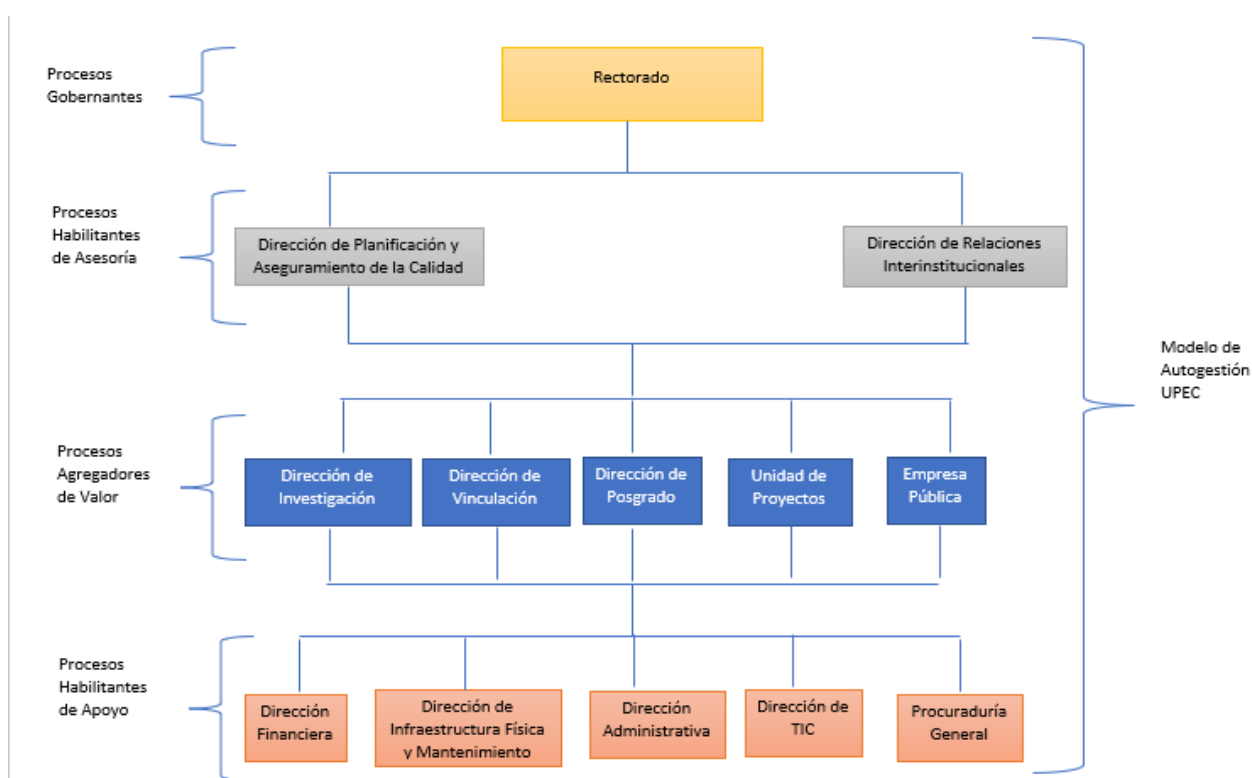 Procesos
Gobernantes
Rectorado
Procesos
Habilitantes
de Asesoría
Dirección de Planificación y
Aseguramiento de la Calidad
Dirección de Relaciones
Interinstitucionales
Modelo de
Autogestión
UPEC
Procesos
Agregadores
de Valor
Dirección de
Investigación
Dirección de
Vinculación
Dirección de
Posgrado
Unidad de
Proyectos
Empresa
Pública
Procesos
Habilitantes
de Apoyo
Dirección
Financiera
Dirección de
Infraestructura Física
y Mantenimiento
Dirección
Administrativa
Dirección de
TIC
Procuraduría
General